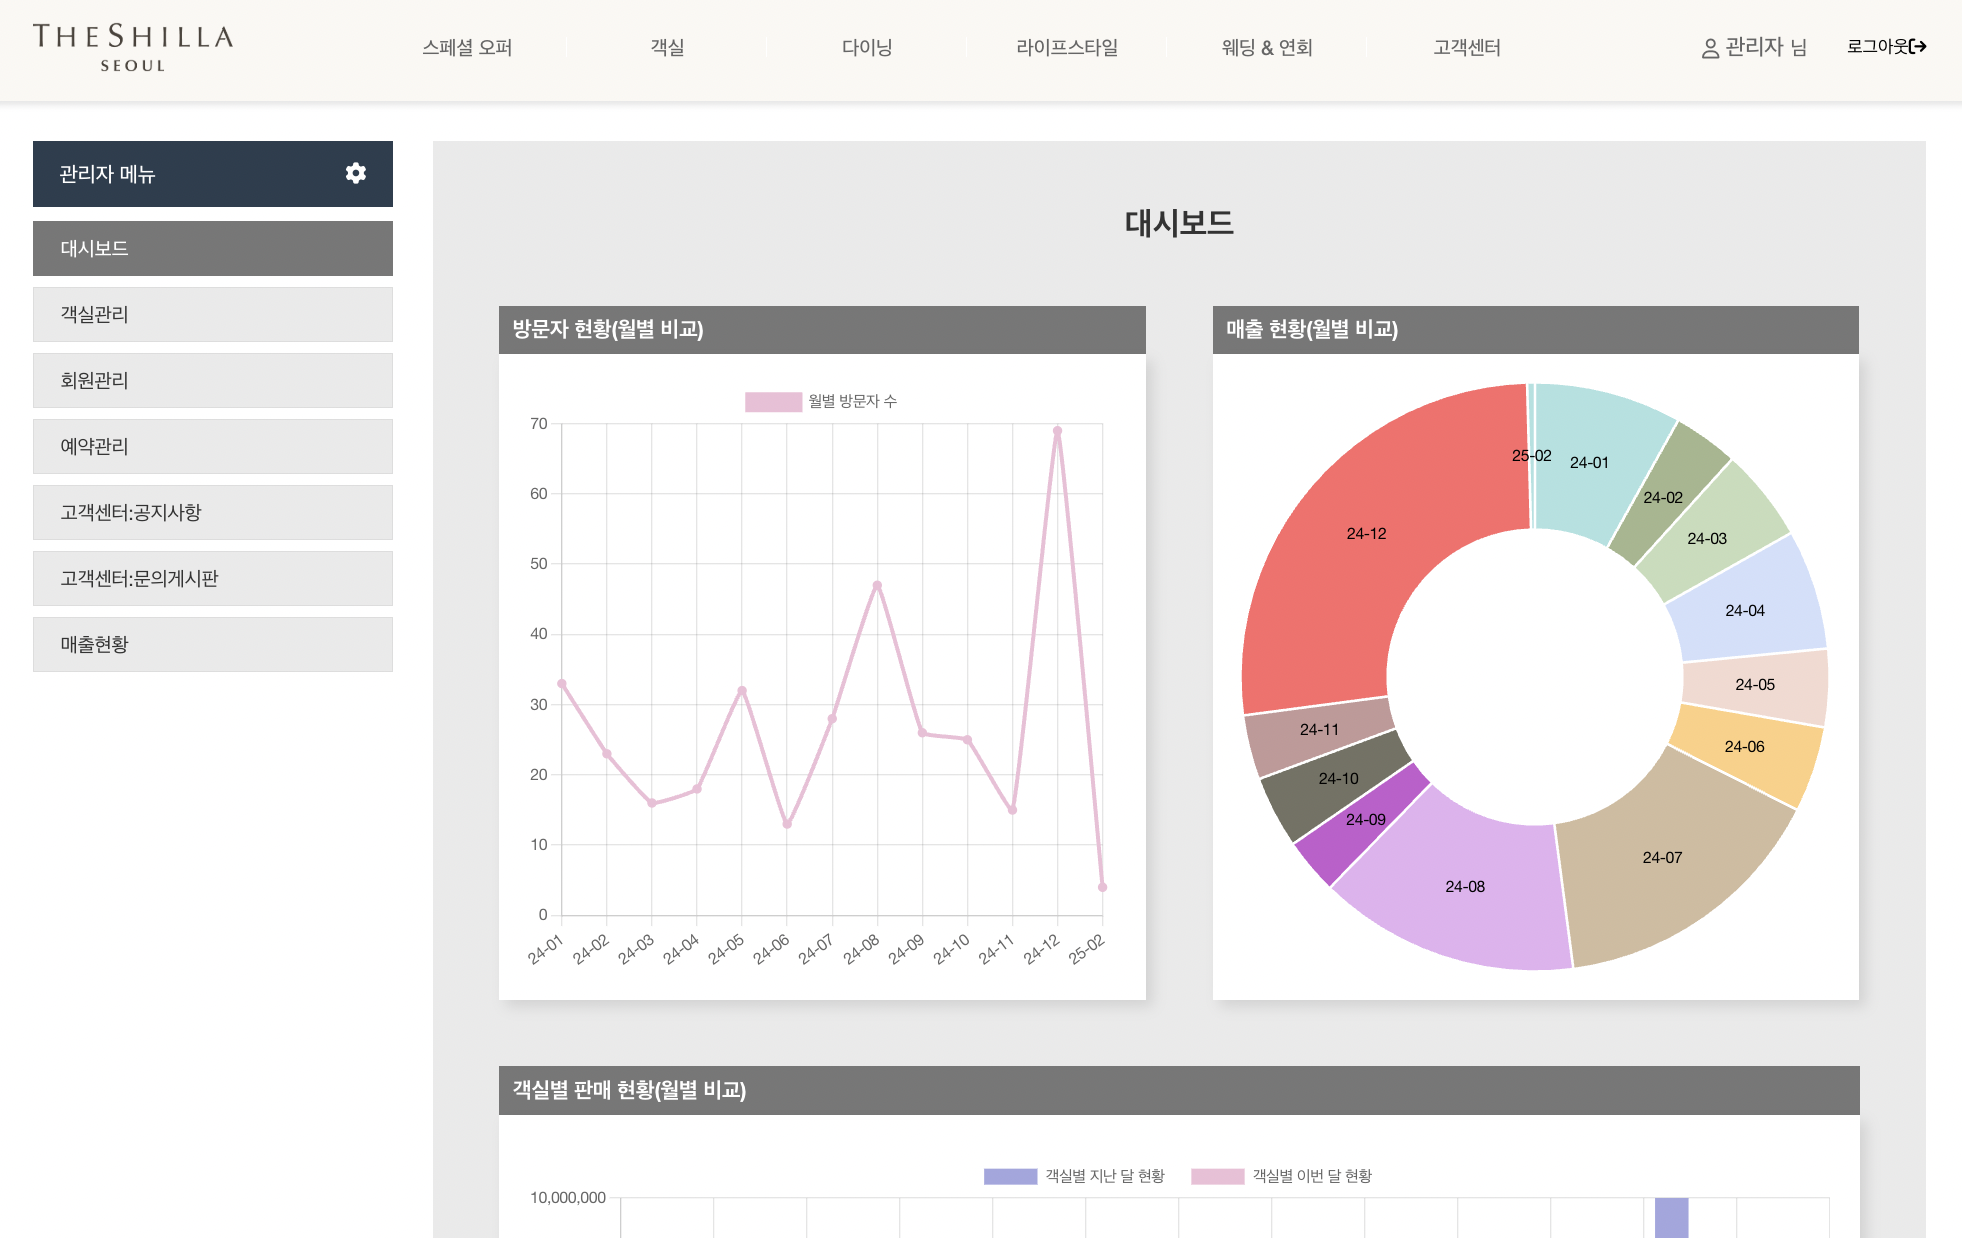 THE SHILLA
SEOUL
스페셜 오퍼
객실
다이닝
라이프스타일
웨딩 & 연회
고객센터
관리자 님
로그아웃
관리자 메뉴
대시보드
객실관리
회원관리
예약관리
고객센터:공지사항
고객센터:문의게시판
매출현황
대시보드
방문자 현황(월별 비교)
월별 방문자 수
70
60
50
40
30
20
10
0
24-01
24-02
24-03
24-04
24-05
24-06
24-07
24-08
24-09
24-10
24-11
24-12
25-02
매출 현황(월별 비교)
25-02
24-01
24-02
24-03
24-04
24-05
24-06
24-07
24-08
24-09
24-10
24-11
24-12
객실별 판매 현황(월별 비교)
객실별 지난 달 현황
객실별 이번 달 현황
10,000,000